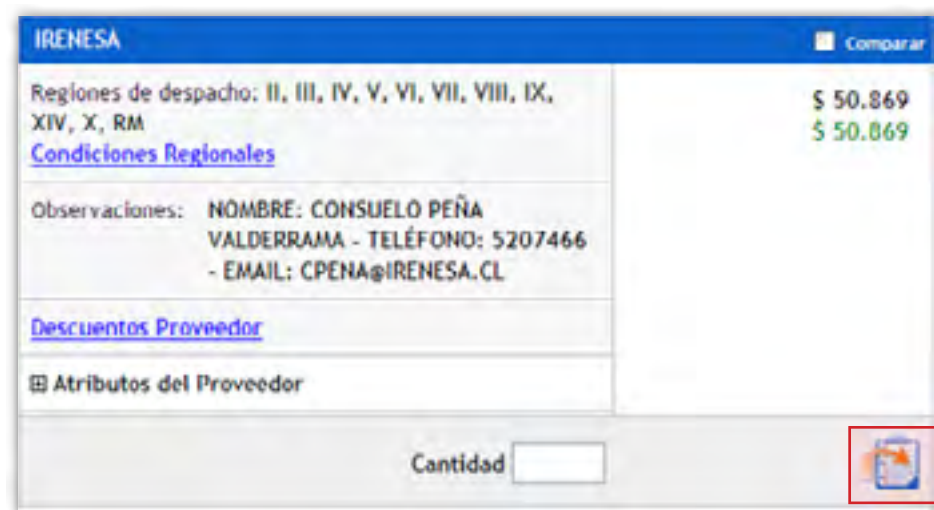 IRENESA
Comparar
Regiones de despacho: II, III, IV, V, VI, VII, VIII, IX,
XIV, X, RM
Condiciones Regionales
$ 50.869
$ 50.869
Observaciones: NOMBRE: CONSUELO PEÑA
VALDERRAMA - TELÉFONO: 5207466
- EMAIL: CPENA@IRENESA.CL
Descuentos Proveedor
Atributos del Proveedor
Cantidad